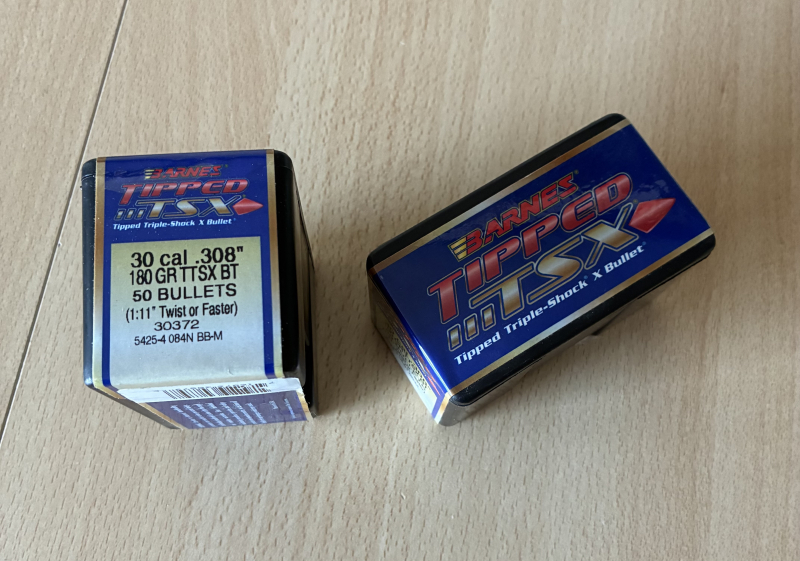 BARNES
TIPPED
TSX
Tipped Triple-Shock X Bullet
30 cal .308"
180 GR TTSX BT
50 BULLETS
(1:11" Twist or Faster)
30372
5425-4 084N BB-M
BARNES
TIPPED
TSX
Tipped Triple-Shock X Bullet